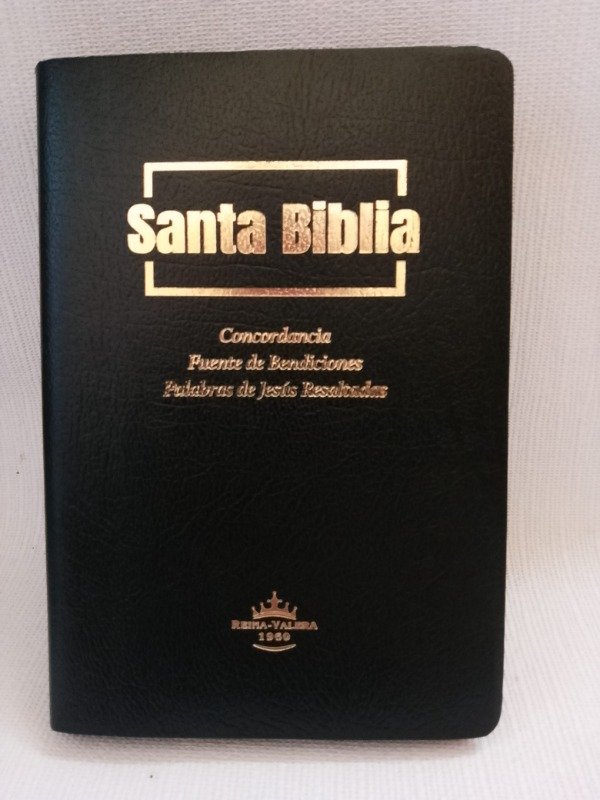 Santa Biblia
Concordancia
Fuente de Bendiciones
Palabras de Jesús Resaltadas
REINA-VALERA
1960